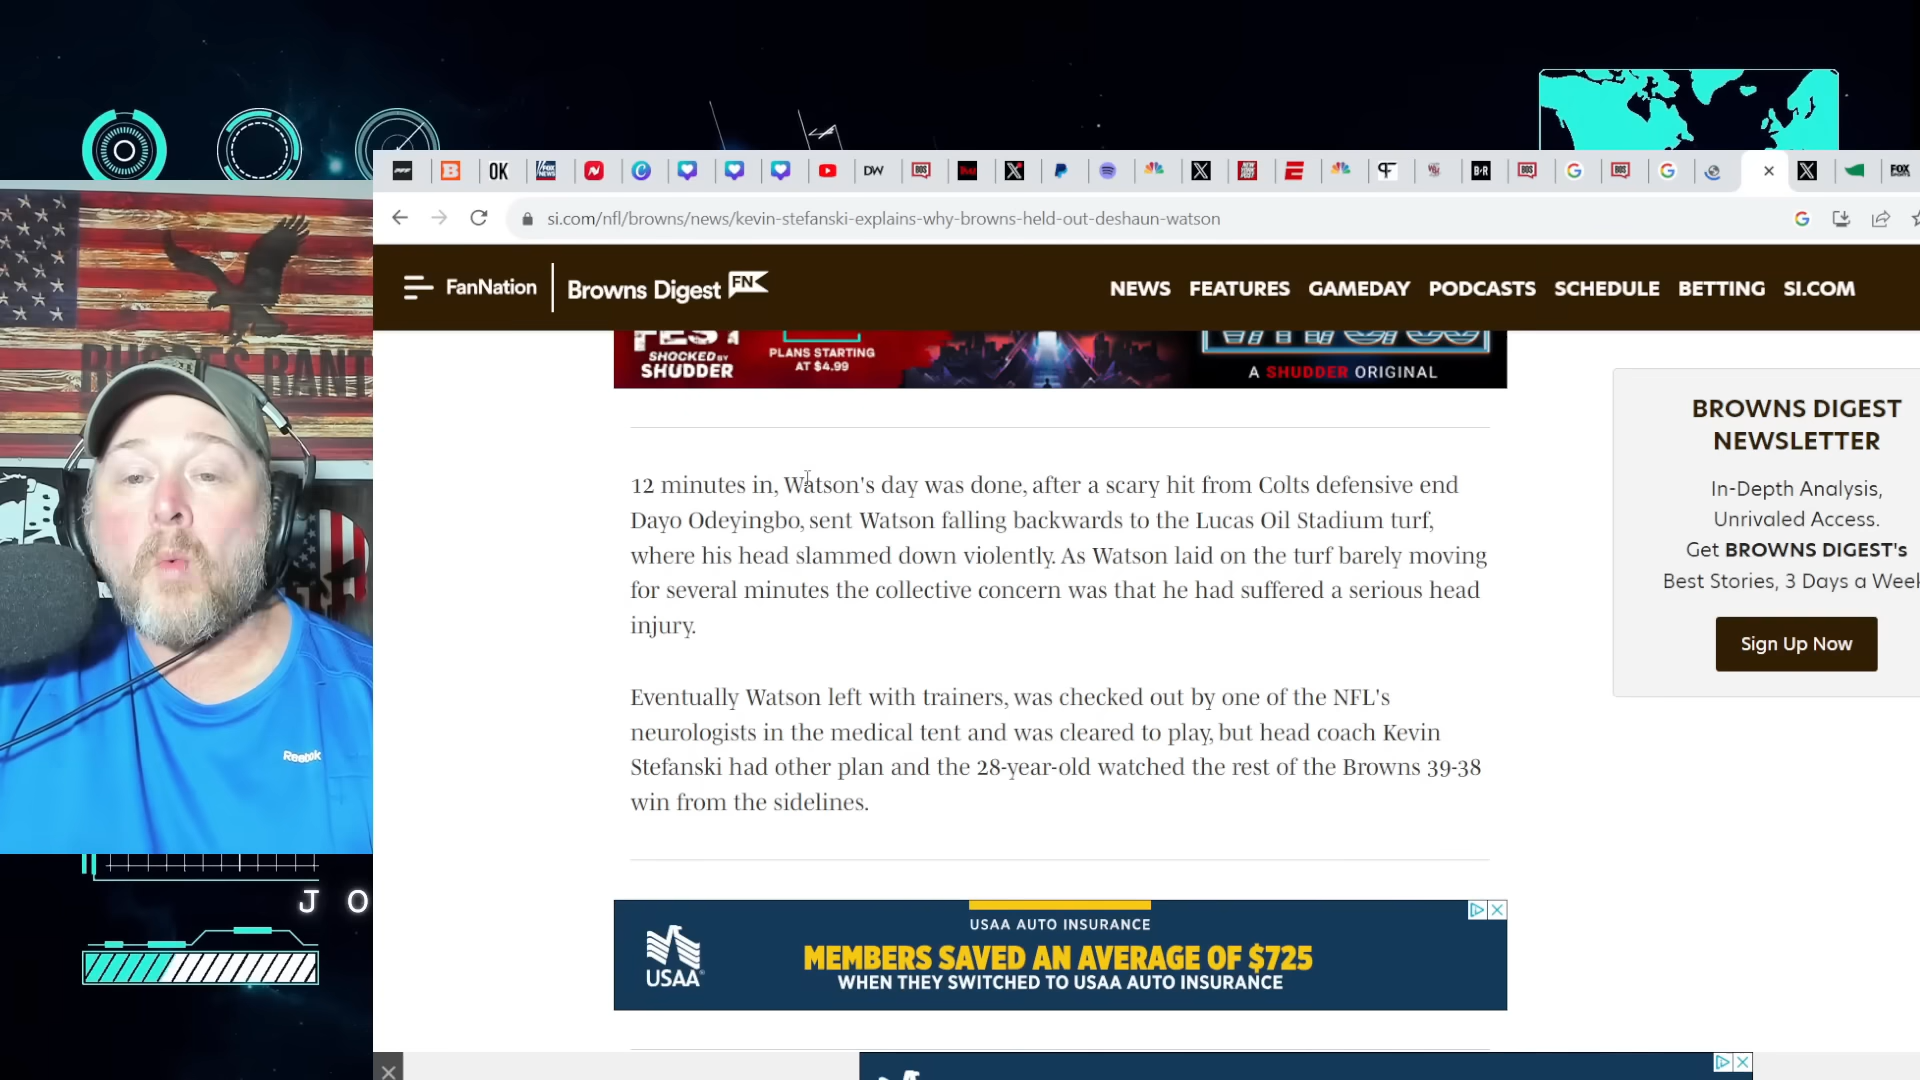 OK
DW
B/R
FOX
si.com/nfl/browns/news/kevin-stefanski-explains-why-browns-held-out-deshaun-watson
FanNation
Browns Digest FN
NEWS FEATURES GAMEDAY PODCASTS SCHEDULE BETTING SI.COM
SHOCKED BY
SHUDDER
PLANS STARTING
AT $4.99
A SHUDDER ORIGINAL
12 minutes in, Watson's day was done, after a scary hit from Colts defensive end
Dayo Odeyingbo, sent Watson falling backwards to the Lucas Oil Stadium turf,
where his head slammed down violently. As Watson laid on the turf barely moving
for several minutes the collective concern was that he had suffered a serious head
injury.
Eventually Watson left with trainers, was checked out by one of the NFL's
neurologists in the medical tent and was cleared to play, but head coach Kevin
Stefanski had other plan and the 28-year-old watched the rest of the Browns 39-38
win from the sidelines.
BROWNS DIGEST
NEWSLETTER
In-Depth Analysis,
Unrivaled Access.
Get BROWNS DIGEST's
Best Stories, 3 Days a Week
Sign Up Now
USAA AUTO INSURANCE
MEMBERS SAVED AN AVERAGE OF $725
WHEN THEY SWITCHED TO USAA AUTO INSURANCE
USAA
Reebok
J O